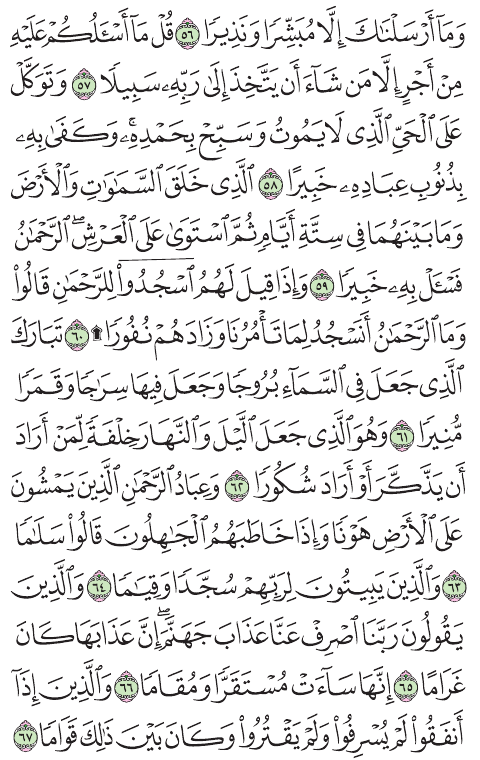 وَمَآ أَرْسَلْنَٰكَ إِلَّا مُبَشِّرٗا وَنَذِيرٗا ٥٦ قُلْ مَآ أَسْـَٔلُكُمْ عَلَيْهِ
مِنْ أَجْرٍ إِلَّا مَن شَآءَ أَن يَتَّخِذَ إِلَىٰ رَبِّهِۦ سَبِيلٗا ٥٧ وَتَوَكَّلْ
عَلَى ٱلْحَيِّ ٱلَّذِى لَا يَمُوتُ وَسَبِّحْ بِحَمْدِهِۦۚ وَكَفَىٰ بِهِۦ
بِذُنُوبِ عِبَادِهِۦ خَبِيرًا ٥٨ ٱلَّذِى خَلَقَ ٱلسَّمَٰوَٰتِ وَٱلْأَرْضَ
وَمَا بَيْنَهُمَا فِى سِتَّةِ أَيَّامٖ ثُمَّ ٱسْتَوَىٰ عَلَى ٱلْعَرْشِۖ ٱلرَّحْمَٰنُ
فَسْـَٔلْ بِهِۦ خَبِيرٗا ٥٩ وَإِذَا قِيلَ لَهُمُ ٱسْجُدُوا۟ لِلرَّحْمَٰنِ قَالُوا۟
وَمَا ٱلرَّحْمَٰنُ أَنَسْجُدُ لِمَا تَأْمُرُنَا وَزَادَهُمْ نُفُورٗا ۩ ٦٠ تَبَارَكَ
ٱلَّذِى جَعَلَ فِى ٱلسَّمَآءِ بُرُوجٗا وَجَعَلَ فِيهَا سِرَٰجٗا وَقَمَرٗا
مُّنِيرٗا ٦١ وَهُوَ ٱلَّذِى جَعَلَ ٱلَّيْلَ وَٱلنَّهَارَ خِلْفَةٗ لِّمَنْ أَرَادَ
أَن يَذَّكَّرَ أَوْ أَرَادَ شُكُورٗا ٦٢ وَعِبَادُ ٱلرَّحْمَٰنِ ٱلَّذِينَ يَمْشُونَ
عَلَى ٱلْأَرْضِ هَوْنٗا وَإِذَا خَاطَبَهُمُ ٱلْجَٰهِلُونَ قَالُوا۟ سَلَٰمٗا
٦٣ وَٱلَّذِينَ يَبِيتُونَ لِرَبِّهِمْ سُجَّدٗا وَقِيَٰمٗا ٦٤ وَٱلَّذِينَ
يَقُولُونَ رَبَّنَا ٱصْرِفْ عَنَّا عَذَابَ جَهَنَّمَۖ إِنَّ عَذَابَهَا كَانَ
غَرَامًا ٦٥ إِنَّهَا سَآءَتْ مُسْتَقَرّٗا وَمُقَامٗا ٦٦ وَٱلَّذِينَ إِذَآ
أَنفَقُوا۟ لَمْ يُسْرِفُوا۟ وَلَمْ يَقْتُرُوا۟ وَكَانَ بَيْنَ ذَٰلِكَ قَوَامٗا ٦٧